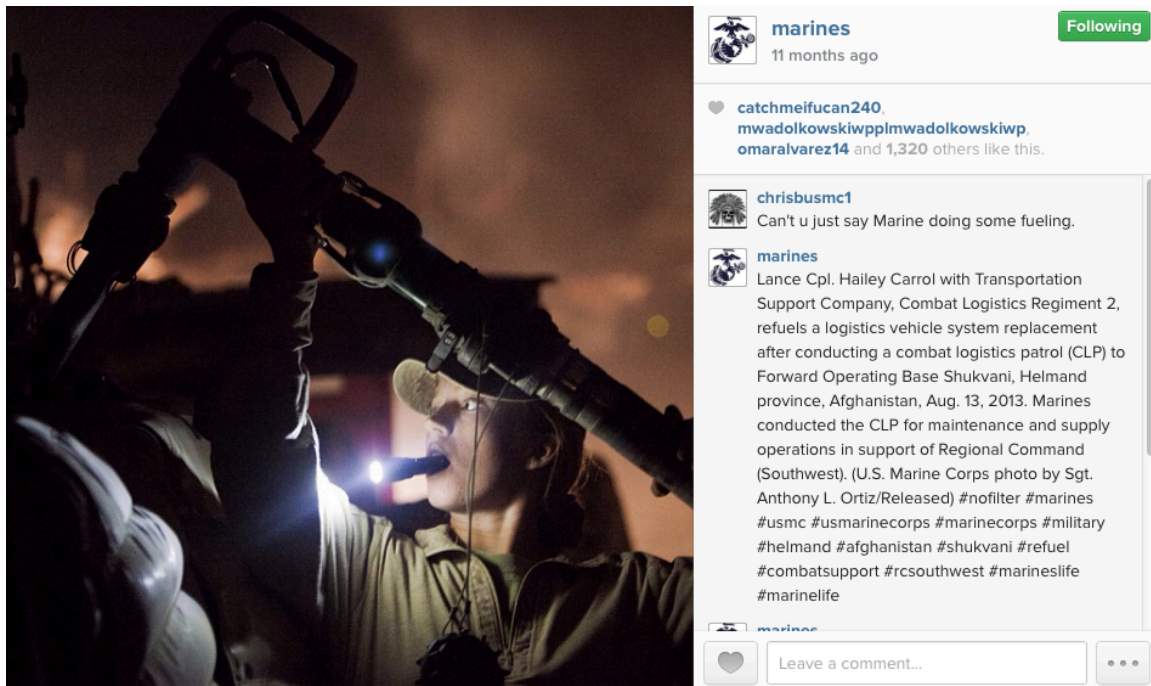 marines
Following
11 months ago
catchmeifucan240,
mwadolkowskiwpplmwadolkowskiwp,
omaralvarez14 and 1,320 others like this.
chrisbusmc1
Can't u just say Marine doing some fueling.
marines
Lance Cpl. Hailey Carrol with Transportation
Support Company, Combat Logistics Regiment 2,
refuels a logistics vehicle system replacement
after conducting a combat logistics patrol (CLP) to
Forward Operating Base Shukvani, Helmand
province, Afghanistan, Aug. 13, 2013. Marines
conducted the CLP for maintenance and supply
operations in support of Regional Command
(Southwest). (U.S. Marine Corps photo by Sgt.
Anthony L. Ortiz/Released) #nofilter #marines
#usmc #usmarinecorps #marinecorps #military
#helmand #afghanistan #shukvani #refuel
#combatsupport #rcsouthwest #marineslife
#marinelife
marines
Leave a comment...